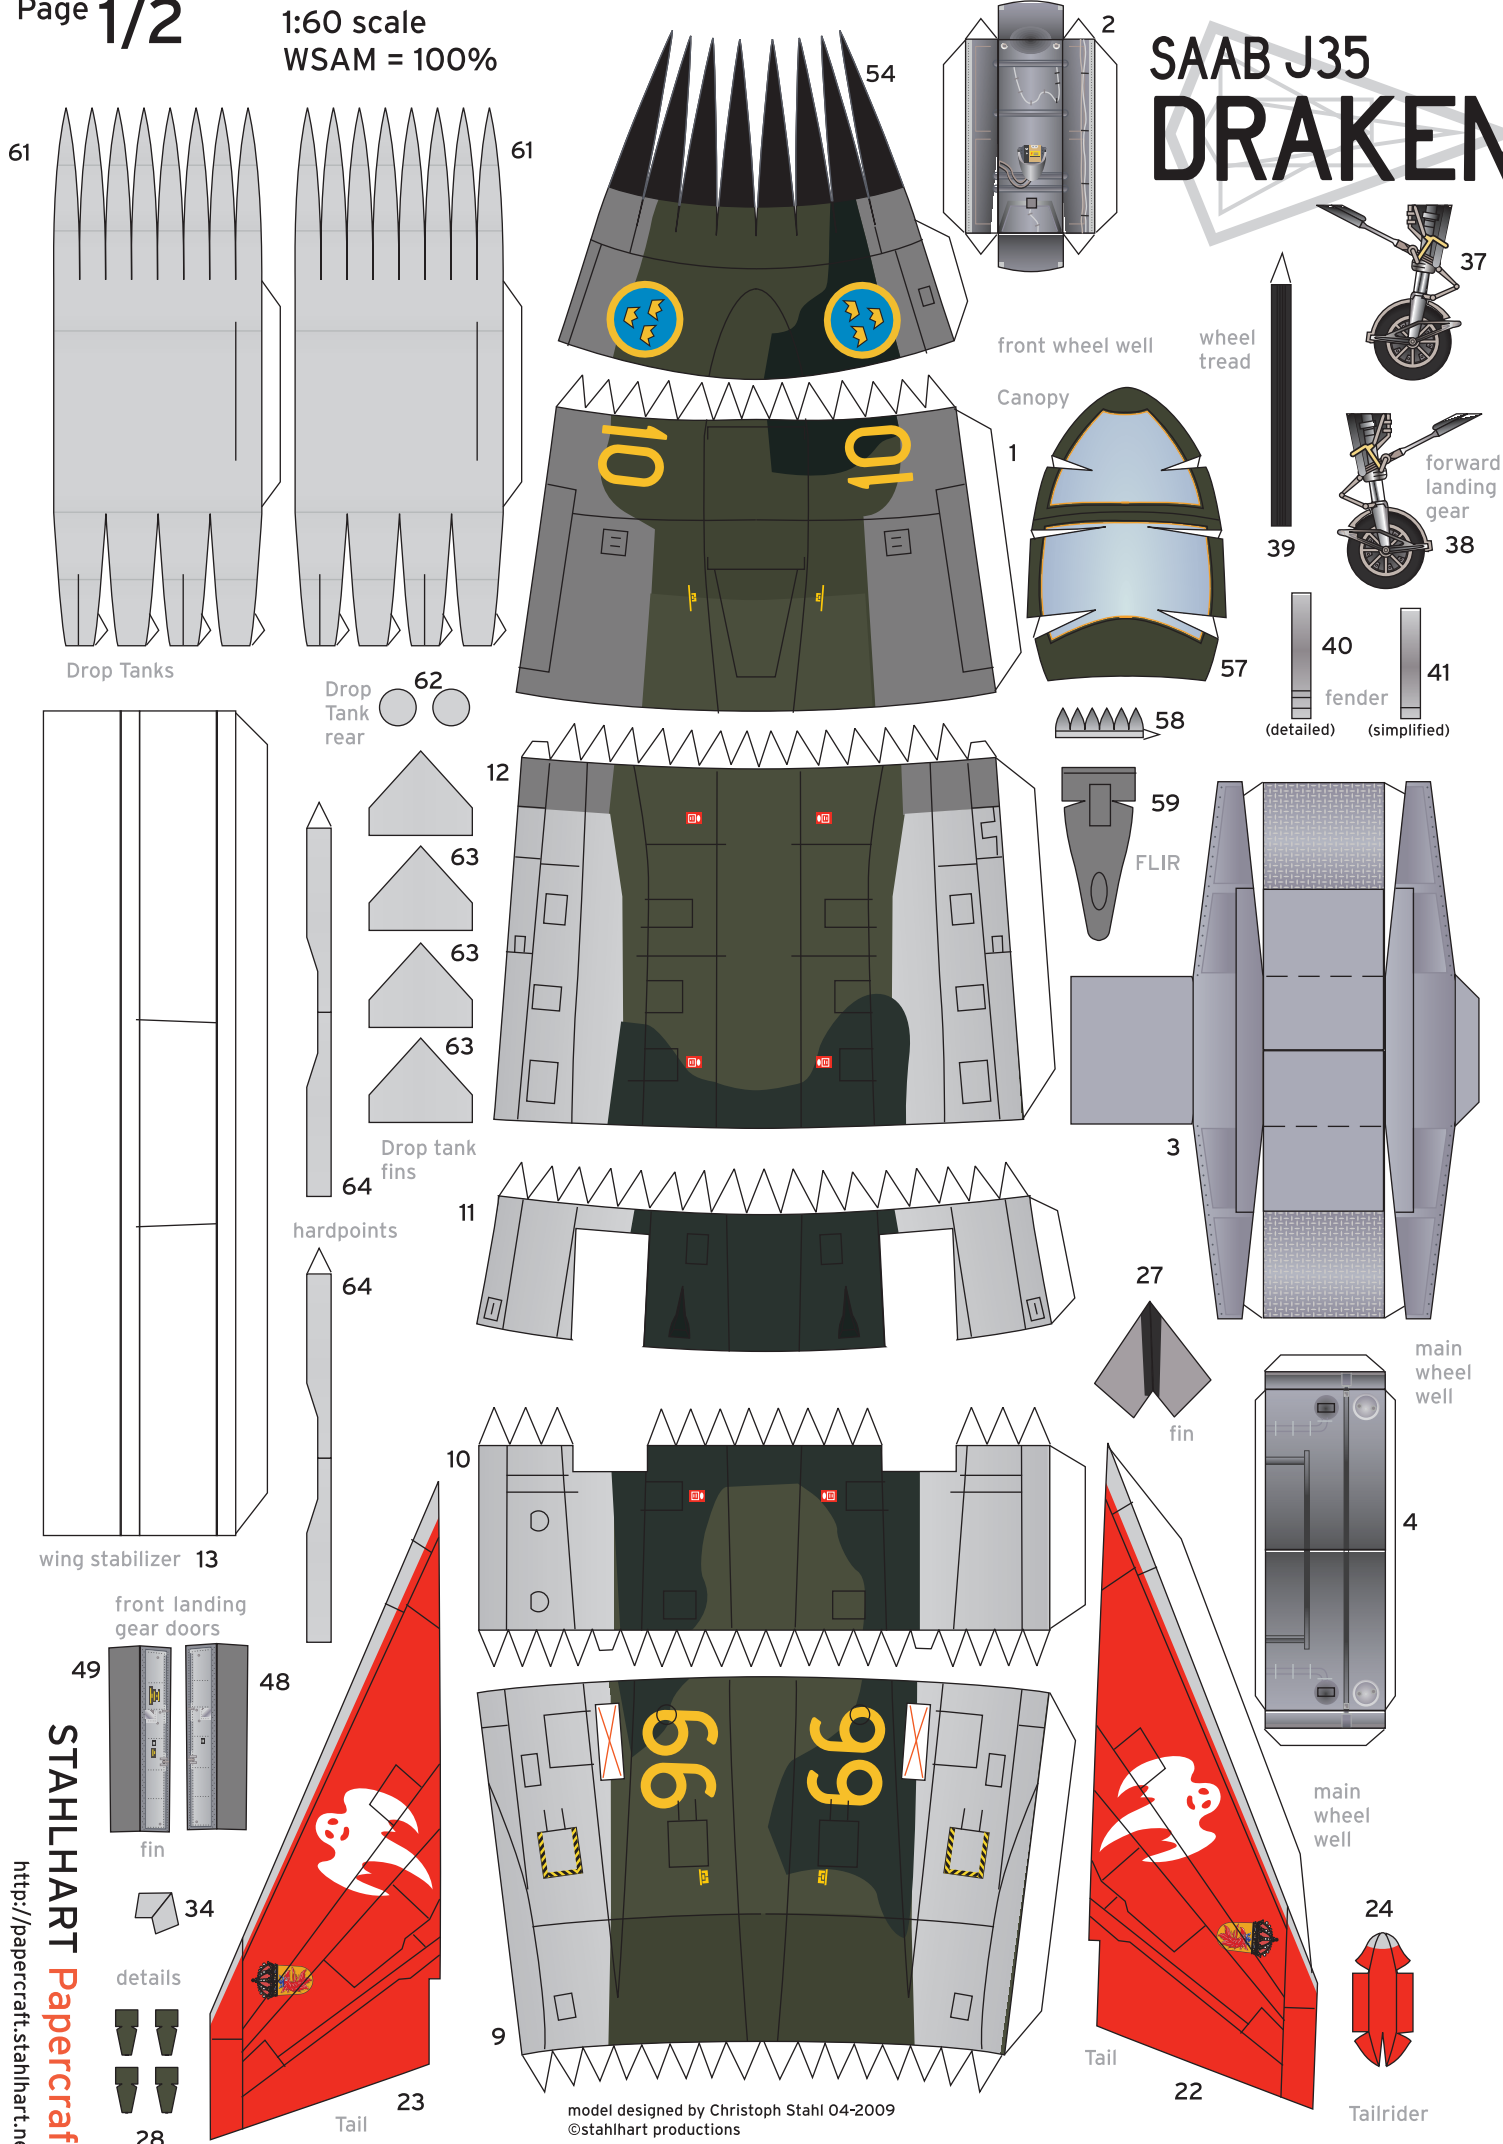 Page 1/2
1:60 scale
WSAM = 100%
SAAB J35
DRAKEN
54
2
61
61
37
front wheel well
wheel
tread
Canopy
10
10
1
forward
landing
gear
39
38
57
40
41
fender
(detailed)
(simplified)
Drop Tanks
Drop
Tank
rear
62
58
12
59
FLIR
63
63
63
Drop tank
fins
3
64
hardpoints
11
64
27
fin
main
wheel
well
10
4
wing stabilizer 13
front landing
gear doors
49
48
66
66
main
wheel
well
fin
34
24
details
9
Tail
22
23
Tail
Tailrider
28
STAHLHART Papercraf
http://papercraft.stahlhart.ne
model designed by Christoph Stahl 04-2009
©stahlhart productions